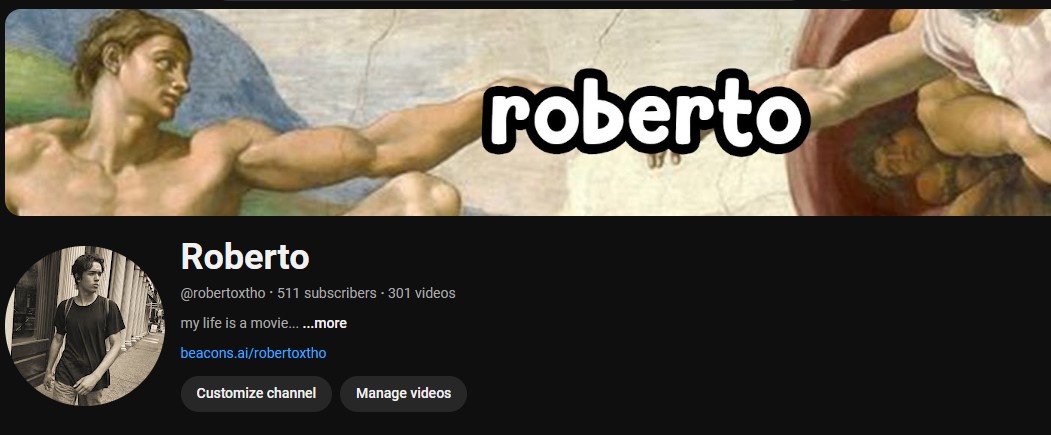 roberto
Roberto
@robertoxtho · 511 subscribers · 301 videos
my life is a movie... ...more
beacons.ai/robertoxtho
Customize channel Manage videos